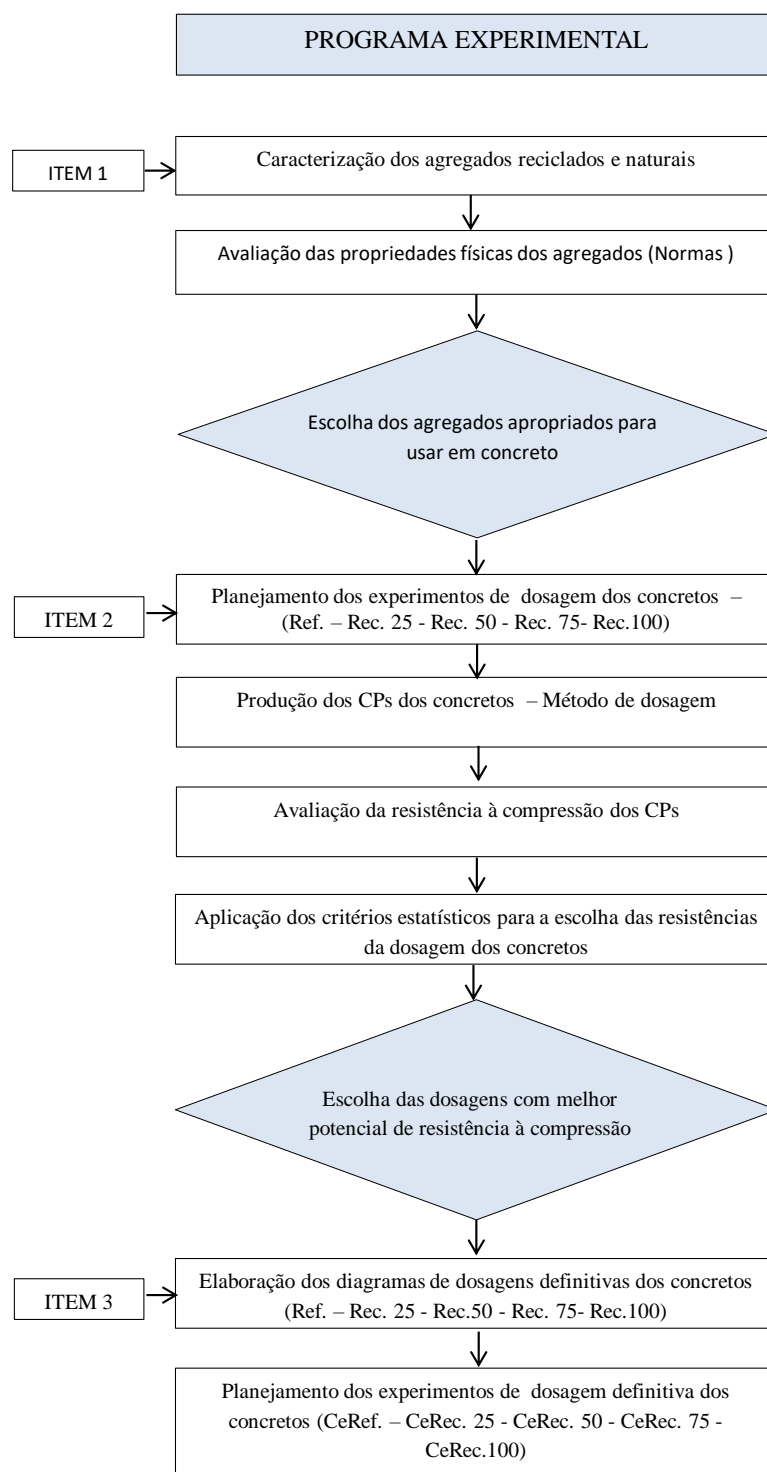 PROGRAMA EXPERIMENTAL
ITEM 1
Caracterização dos agregados reciclados e naturais
Avaliação das propriedades físicas dos agregados (Normas )
Escolha dos agregados apropriados para
usar em concreto
ITEM 2
Planejamento dos experimentos de dosagem dos concretos –
(Ref. – Rec. 25 - Rec. 50 - Rec. 75- Rec.100)
Produção dos CPs dos concretos – Método de dosagem
Avaliação da resistência à compressão dos CPs
Aplicação dos critérios estatísticos para a escolha das resistências
da dosagem dos concretos
Escolha das dosagens com melhor
potencial de resistência à compressão
ITEM 3
Elaboração dos diagramas de dosagens definitivas dos concretos
(Ref. – Rec. 25 - Rec.50 - Rec. 75- Rec.100)
Planejamento dos experimentos de dosagem definitiva dos
concretos (CeRef. – CeRec. 25 - CeRec. 50 - CeRec. 75 -
CeRec.100)